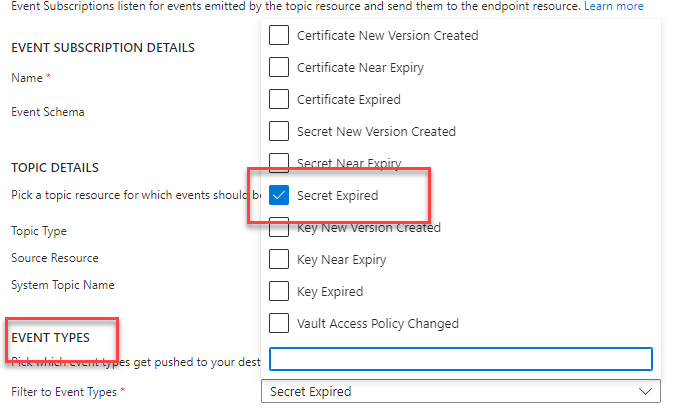 Event Subscriptions listen for events emitted by the topic resource and send them to the endpoint resource. Learn more
EVENT SUBSCRIPTION DETAILS
Name *
Event Schema
TOPIC DETAILS
Pick a topic resource for which events should be
Topic Type
Source Resource
System Topic Name
EVENT TYPES
Pick which event types get pushed to your dest
Filter to Event Types *
Certificate New Version Created
Certificate Near Expiry
Certificate Expired
Secret New Version Created
Secret Near Expiry
Secret Expired
Key New Version Created
Key Near Expiry
Key Expired
Vault Access Policy Changed
Secret Expired